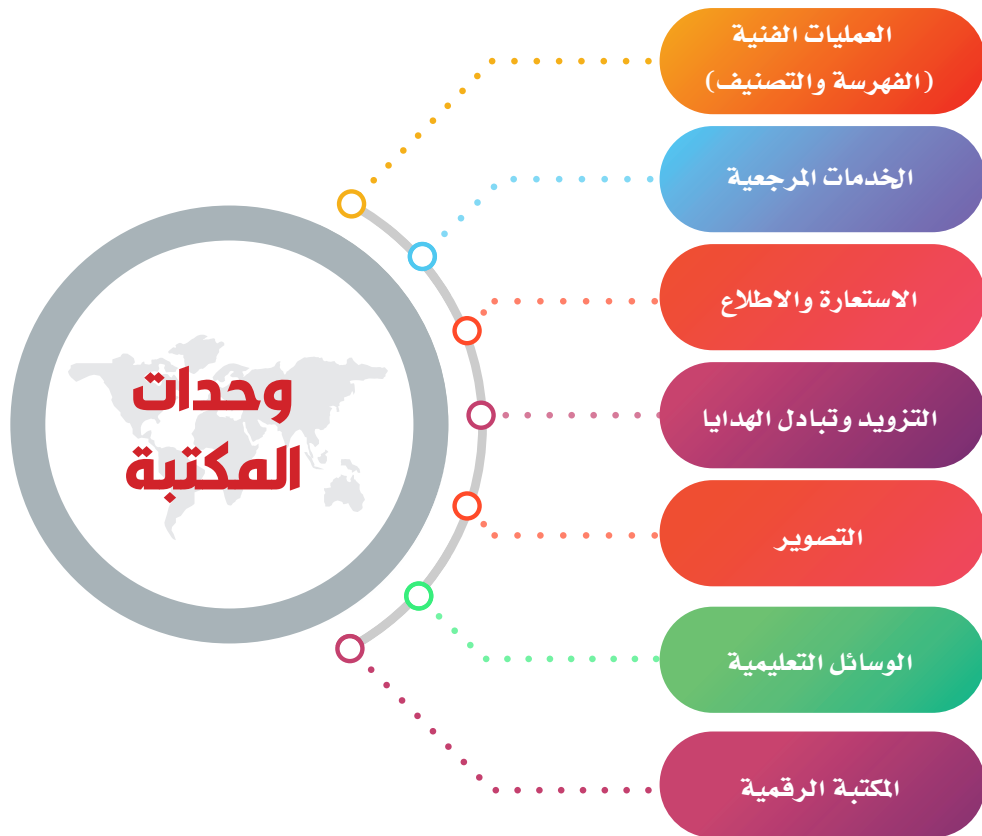 وحدات
المكتبة
العمليات الفنية
(الفهرسة والتصنيف)
الخدمات المرجعية
الاستعارة والاطلاع
التزويد وتبادل الهدايا
التصوير
الوسائل التعليمية
المكتبة الرقمية